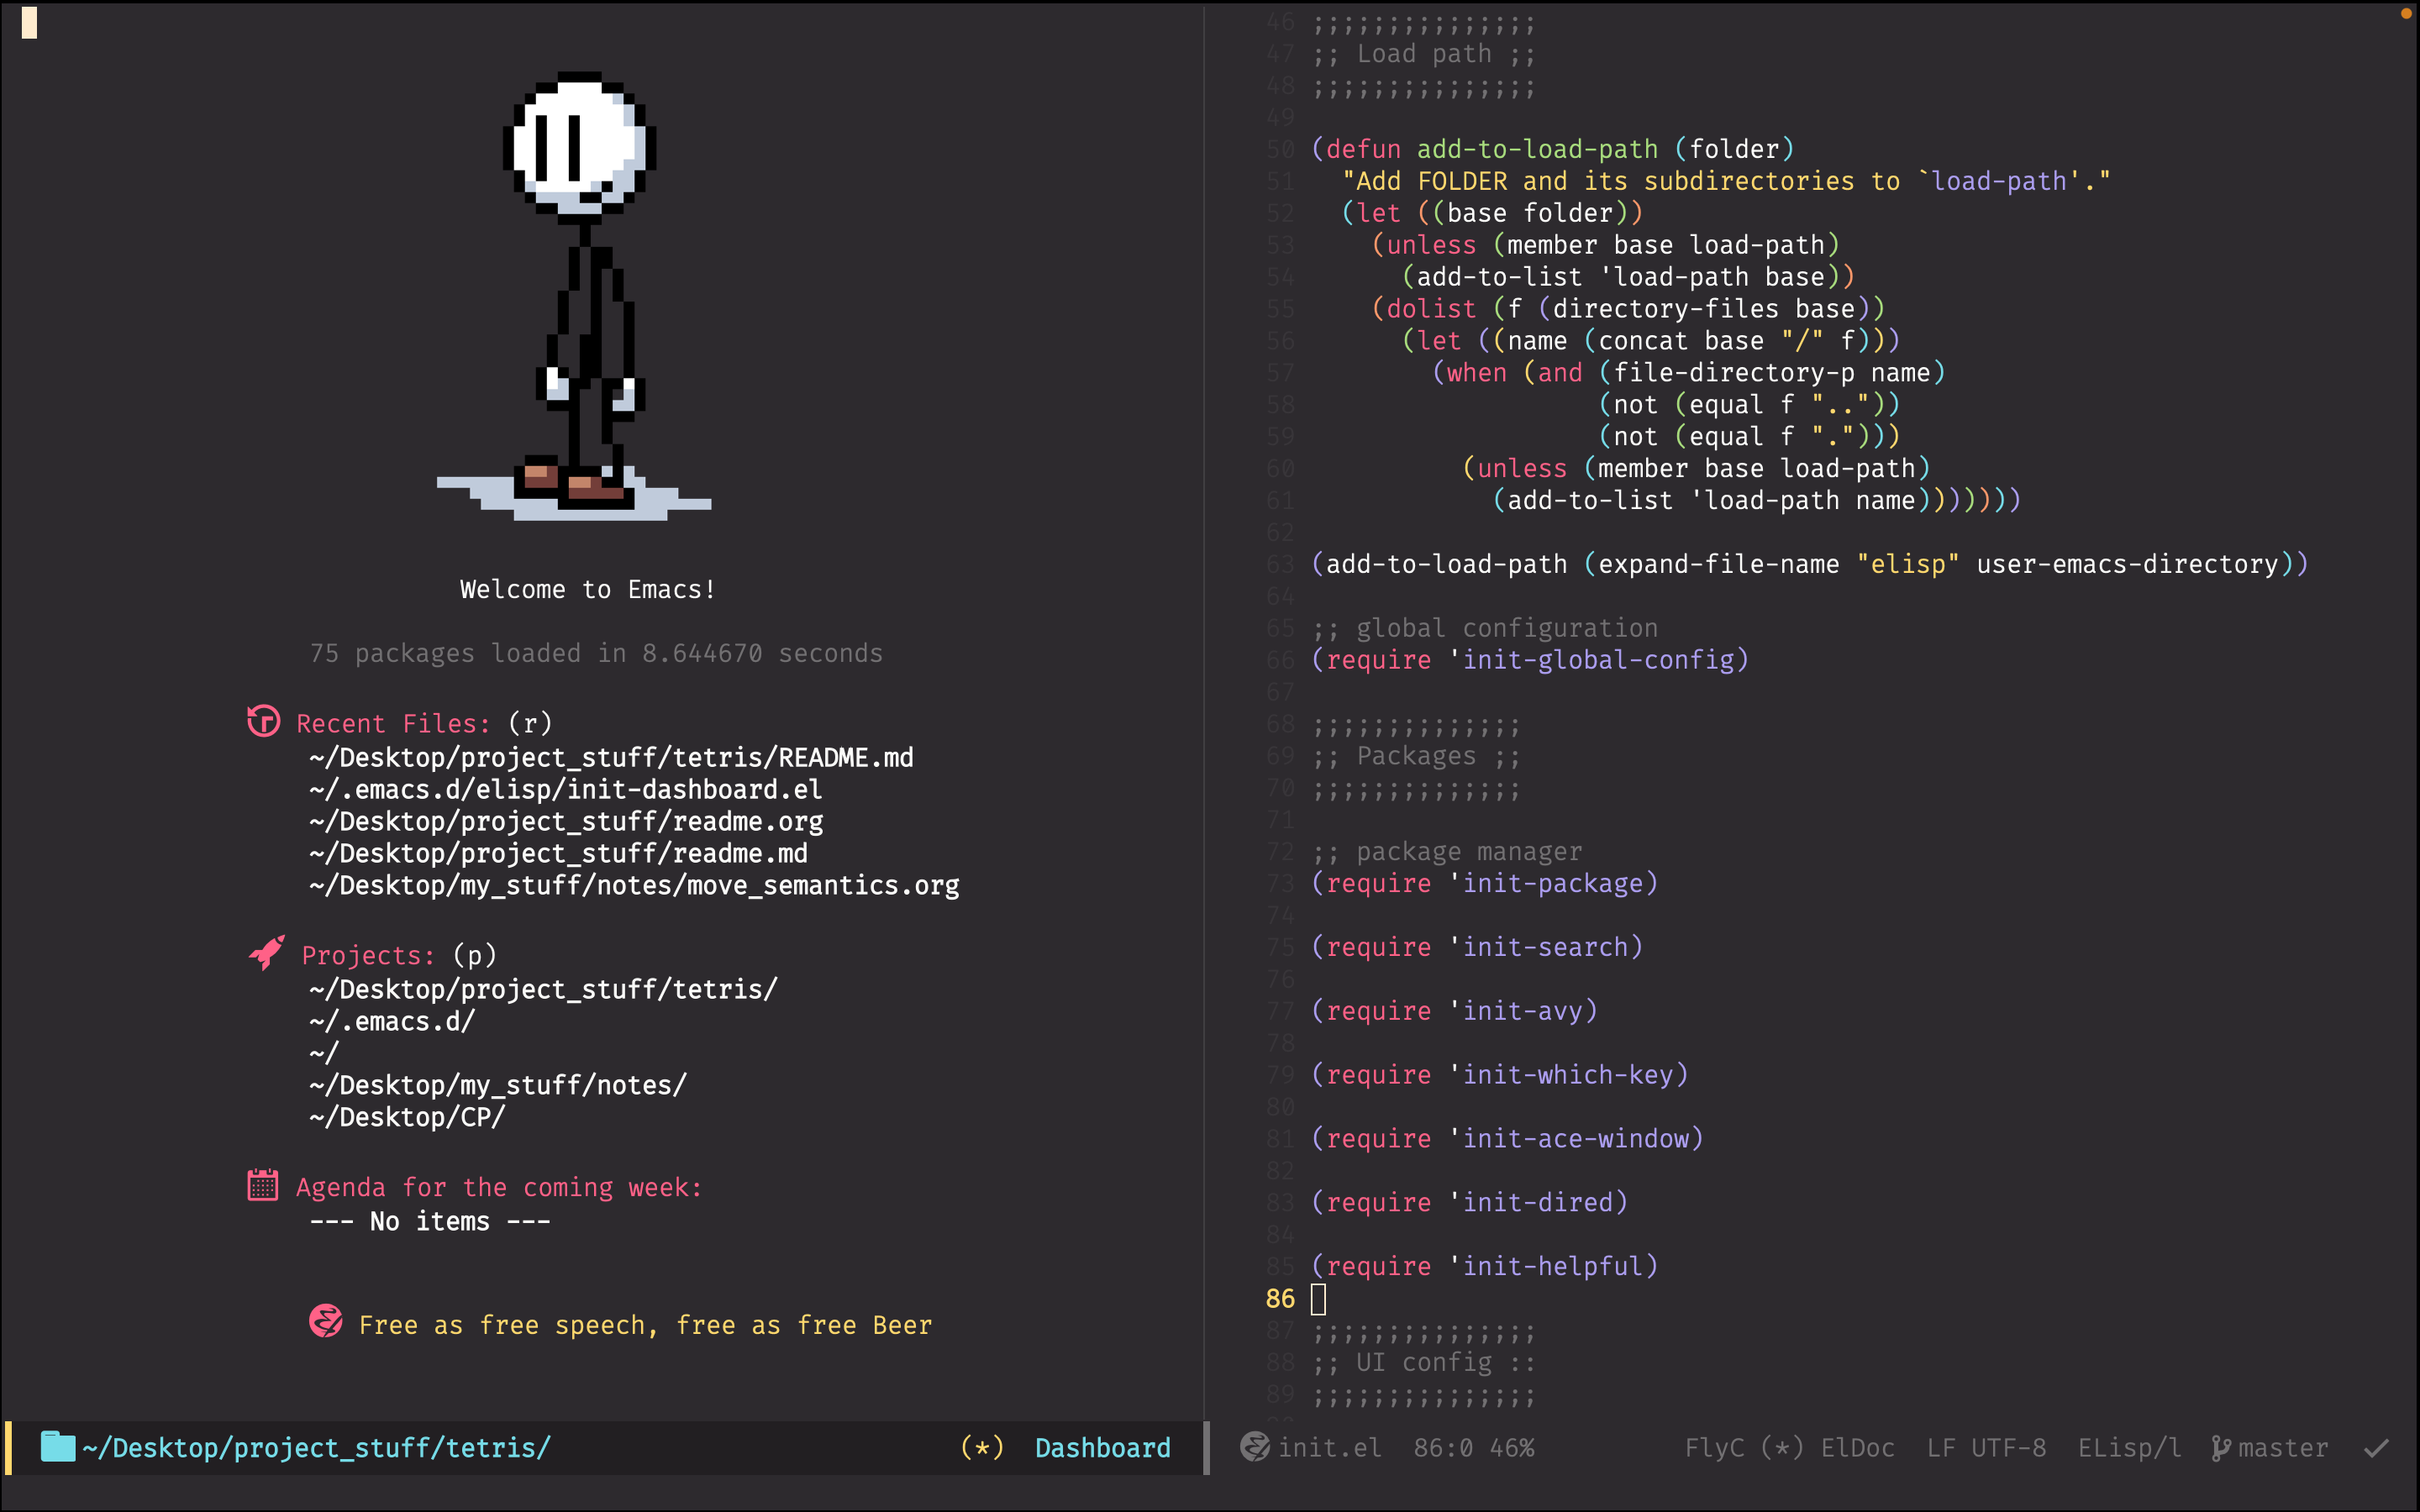 Welcome to Emacs!
75 packages loaded in 8.644670 seconds
Recent Files: (r)
~/Desktop/project_stuff/tetris/README.md
~/.emacs.d/elisp/init-dashboard.el
~/Desktop/project_stuff/readme.org
~/Desktop/project_stuff/readme.md
~/Desktop/my_stuff/notes/move_semantics.org
Projects: (p)
~/Desktop/project_stuff/tetris/
~/.emacs.d/
~/
~/Desktop/my_stuff/notes/
~/Desktop/CP/
Agenda for the coming week:
--- No items ---
Free as free speech, free as free Beer
~/Desktop/project_stuff/tetris/ (*) Dashboard
46 ;;;;;;;;;;;;;;;
47 ;; Load path ;;
48 ;;;;;;;;;;;;;;;
49
50 (defun add-to-load-path (folder)
51   "Add FOLDER and its subdirectories to `load-path'."
52   (let ((base folder))
53     (unless (member base load-path)
54       (add-to-list 'load-path base))
55     (dolist (f (directory-files base))
56       (let ((name (concat base "/" f)))
57         (when (and (file-directory-p name)
58                    (not (equal f ".."))
59                    (not (equal f ".")))
60           (unless (member base load-path)
61             (add-to-list 'load-path name)))))))
62
63 (add-to-load-path (expand-file-name "elisp" user-emacs-directory))
64
65 ;; global configuration
66 (require 'init-global-config)
67
68 ;;;;;;;;;;;;;;
69 ;; Packages ;;
70 ;;;;;;;;;;;;;;
71
72 ;; package manager
73 (require 'init-package)
74
75 (require 'init-search)
76
77 (require 'init-avy)
78
79 (require 'init-which-key)
80
81 (require 'init-ace-window)
82
83 (require 'init-dired)
84
85 (require 'init-helpful)
86
87 ;;;;;;;;;;;;;;;
88 ;; UI config ::
89 ;;;;;;;;;;;;;;;
init.el 86:0 46% FlyC (*) ElDoc LF UTF-8 ELisp/l master